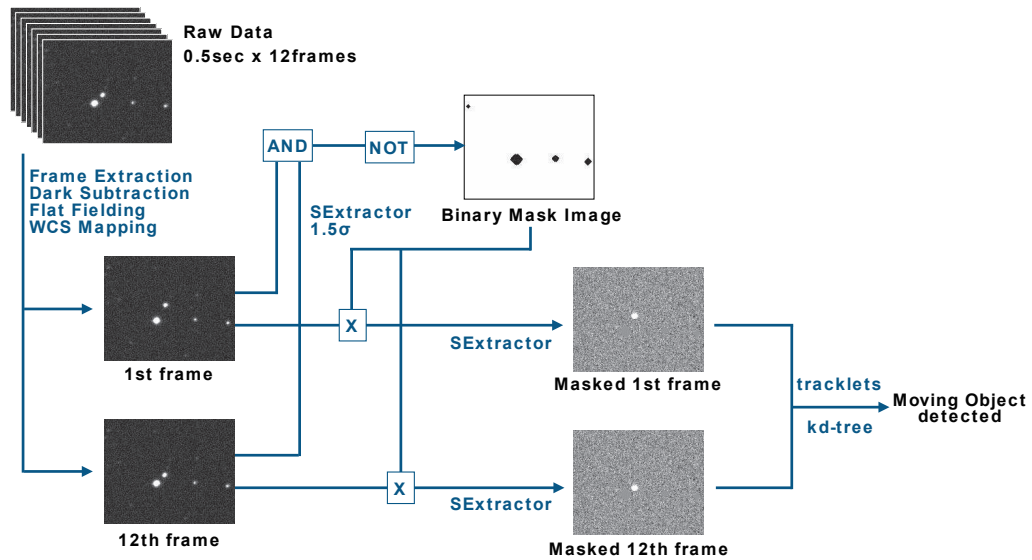 Raw Data
0.5sec x 12frames
AND
NOT
Frame Extraction
Dark Subtraction
Flat Fielding
WCS Mapping
SExtractor
1.5σ
Binary Mask Image
X
SExtractor
1st frame
Masked 1st frame
tracklets
kd-tree
Moving Object
detected
X
SExtractor
12th frame
Masked 12th frame